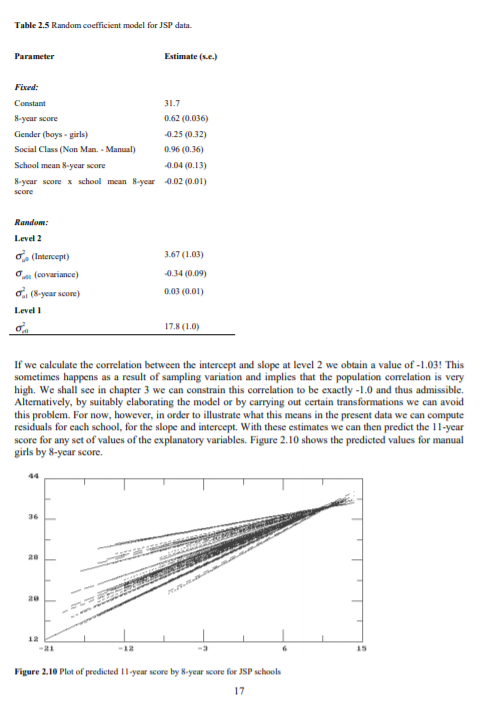 Table 2.5 Random coefficient model for JSP data.
Parameter Estimate (s.e.)
Fixed:
Constant 31.7
8-year score 0.62 (0.036)
Gender (boys - girls) -0.25 (0.32)
Social Class (Non Man. - Manual) 0.96 (0.36)
School mean 8-year score -0.04 (0.13)
8-year score x school mean 8-year -0.02 (0.01)
score
Random:
Level 2
σ²u0 (Intercept) 3.67 (1.03)
σu01 (covariance) -0.34 (0.09)
σ²u1 (8-year score) 0.03 (0.01)
Level 1
σ²e0 17.8 (1.0)
If we calculate the correlation between the intercept and slope at level 2 we obtain a value of -1.03! This
sometimes happens as a result of sampling variation and implies that the population correlation is very
high. We shall see in chapter 3 we can constrain this correlation to be exactly -1.0 and thus admissible.
Alternatively, by suitably elaborating the model or by carrying out certain transformations we can avoid
this problem. For now, however, in order to illustrate what this means in the present data we can compute
residuals for each school, for the slope and intercept. With these estimates we can then predict the 11-year
score for any set of values of the explanatory variables. Figure 2.10 shows the predicted values for manual
girls by 8-year score.
44
36
28
20
12
-21 -12 -3 6 15
Figure 2.10 Plot of predicted 11-year score by 8-year score for JSP schools
17